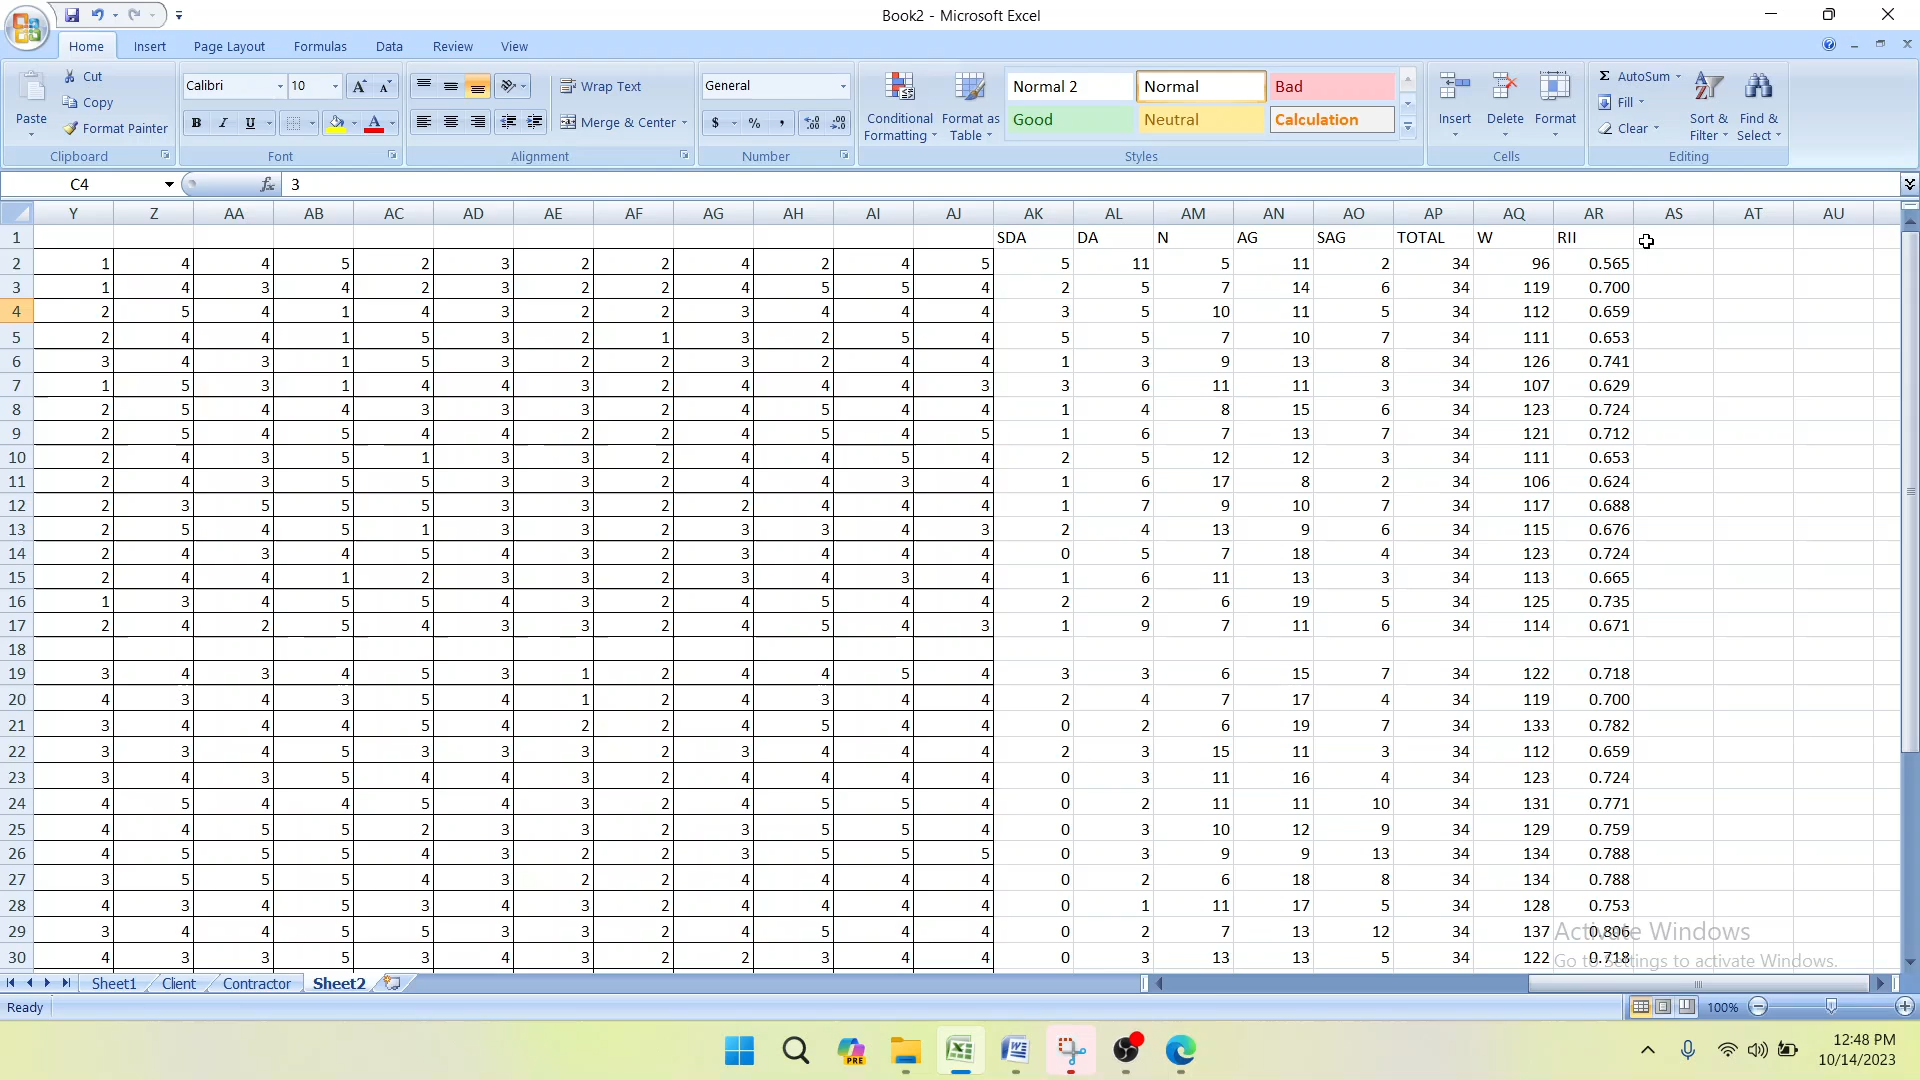 Book2 - Microsoft Excel
Home Insert Page Layout Formulas Data Review View
Paste Cut Copy Format Painter Clipboard
Calibri 10 B I U Font
Wrap Text Merge & Center Alignment
General $ % , Number
Conditional Formatting Format as Table
Normal 2 Normal Bad
Good Neutral Calculation
Styles
Insert Delete Format Cells
Σ AutoSum Fill Clear Sort & Filter Find & Select Editing
C4 fx 3
Y Z AA AB AC AD AE AF AG AH AI AJ AK AL AM AN AO AP AQ AR AS AT AU
1 SDA DA N AG SAG TOTAL W RII
2 1 4 4 5 2 3 2 2 4 2 4 5 5 11 5 11 2 34 96 0.565
3 1 4 3 4 2 3 2 2 4 5 5 4 2 5 7 14 6 34 119 0.700
4 2 5 4 1 4 3 2 2 3 4 4 4 3 5 10 11 5 34 112 0.659
5 2 4 4 1 5 3 2 1 3 2 5 4 5 5 7 10 7 34 111 0.653
6 3 4 3 1 5 3 2 2 3 2 4 4 1 3 9 13 8 34 126 0.741
7 1 5 3 1 4 4 3 2 4 4 4 3 3 6 11 11 3 34 107 0.629
8 2 5 4 4 3 3 3 2 4 5 4 4 1 4 8 15 6 34 123 0.724
9 2 5 4 5 4 4 2 2 4 5 4 5 1 6 7 13 7 34 121 0.712
10 2 4 3 5 1 3 3 2 4 4 5 4 2 5 12 12 3 34 111 0.653
11 2 4 3 5 5 3 3 2 4 4 3 4 1 6 17 8 2 34 106 0.624
12 2 3 5 5 5 3 3 2 2 4 4 4 1 7 9 10 7 34 117 0.688
13 2 5 4 5 1 3 3 2 3 3 4 3 2 4 13 9 6 34 115 0.676
14 2 4 3 4 5 4 3 2 3 4 4 4 0 5 7 18 4 34 123 0.724
15 2 4 4 1 2 3 3 2 3 4 3 4 1 6 11 13 3 34 113 0.665
16 1 3 4 5 5 4 3 2 4 5 4 4 2 2 6 19 5 34 125 0.735
17 2 4 2 5 4 3 3 2 4 5 4 3 1 9 7 11 6 34 114 0.671
18
19 3 4 3 4 5 3 1 2 4 4 5 4 3 3 6 15 7 34 122 0.718
20 4 3 4 3 5 4 1 2 4 3 4 4 2 4 7 17 4 34 119 0.700
21 3 4 4 4 5 4 2 2 4 5 4 4 0 2 6 19 7 34 133 0.782
22 3 3 4 5 3 3 3 2 3 4 4 4 2 3 15 11 3 34 112 0.659
23 3 4 3 5 4 4 3 2 4 4 4 4 0 3 11 16 4 34 123 0.724
24 4 5 4 4 5 4 3 2 4 5 5 4 0 2 11 11 10 34 131 0.771
25 4 4 5 5 2 3 3 2 3 5 5 4 0 3 10 12 9 34 129 0.759
26 4 5 5 5 4 3 2 2 3 5 5 5 0 3 9 9 13 34 134 0.788
27 3 5 5 5 4 3 2 2 4 4 4 4 0 2 6 18 8 34 134 0.788
28 4 3 4 5 3 4 3 2 4 4 4 4 0 1 11 17 5 34 128 0.753
29 3 4 4 5 5 3 3 2 4 5 4 4 0 2 7 13 12 34 137 0.806
30 4 3 3 5 3 4 3 2 2 3 4 4 0 3 13 13 5 34 122 0.718
Activate Windows
Go to Settings to activate Windows.
Sheet1 Client Contractor Sheet2
Ready 100%
PRE
12:48 PM
10/14/2023